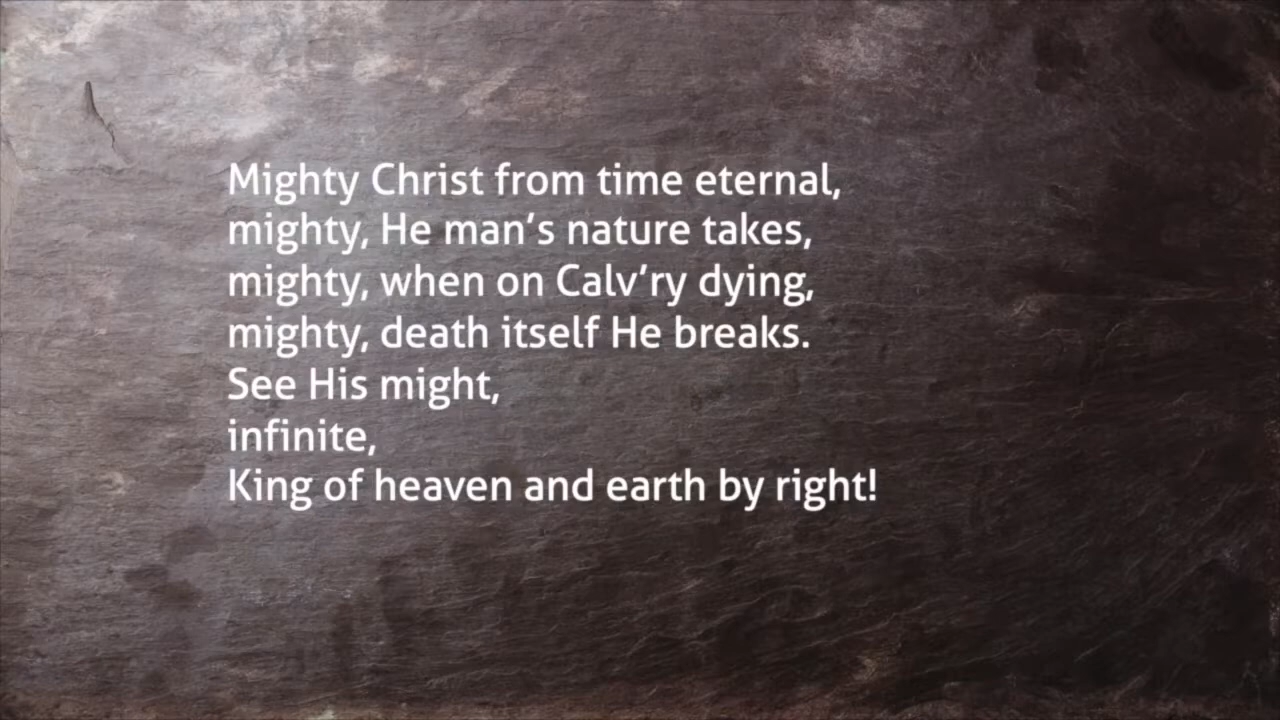 Mighty Christ from time eternal,
mighty, He man’s nature takes,
mighty, when on Calv’ry dying,
mighty, death itself He breaks.
See His might,
infinite,
King of heaven and earth by right!